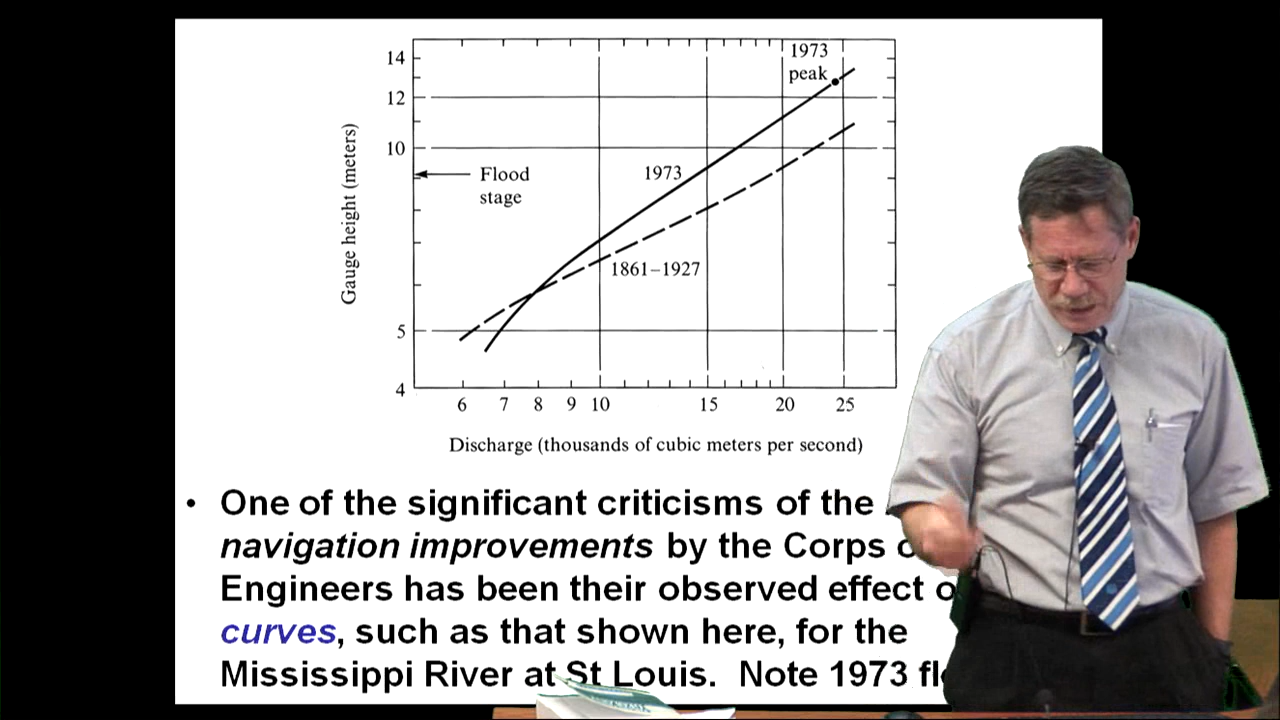 14
12
10
5
4
Gauge height (meters)
Flood
stage
1973
peak
1973
1861–1927
6 7 8 9 10 15 20 25
Discharge (thousands of cubic meters per second)
• One of the significant criticisms of the
navigation improvements by the Corps
Engineers has been their observed effect
curves, such as that shown here, for the
Mississippi River at St Louis. Note 1973